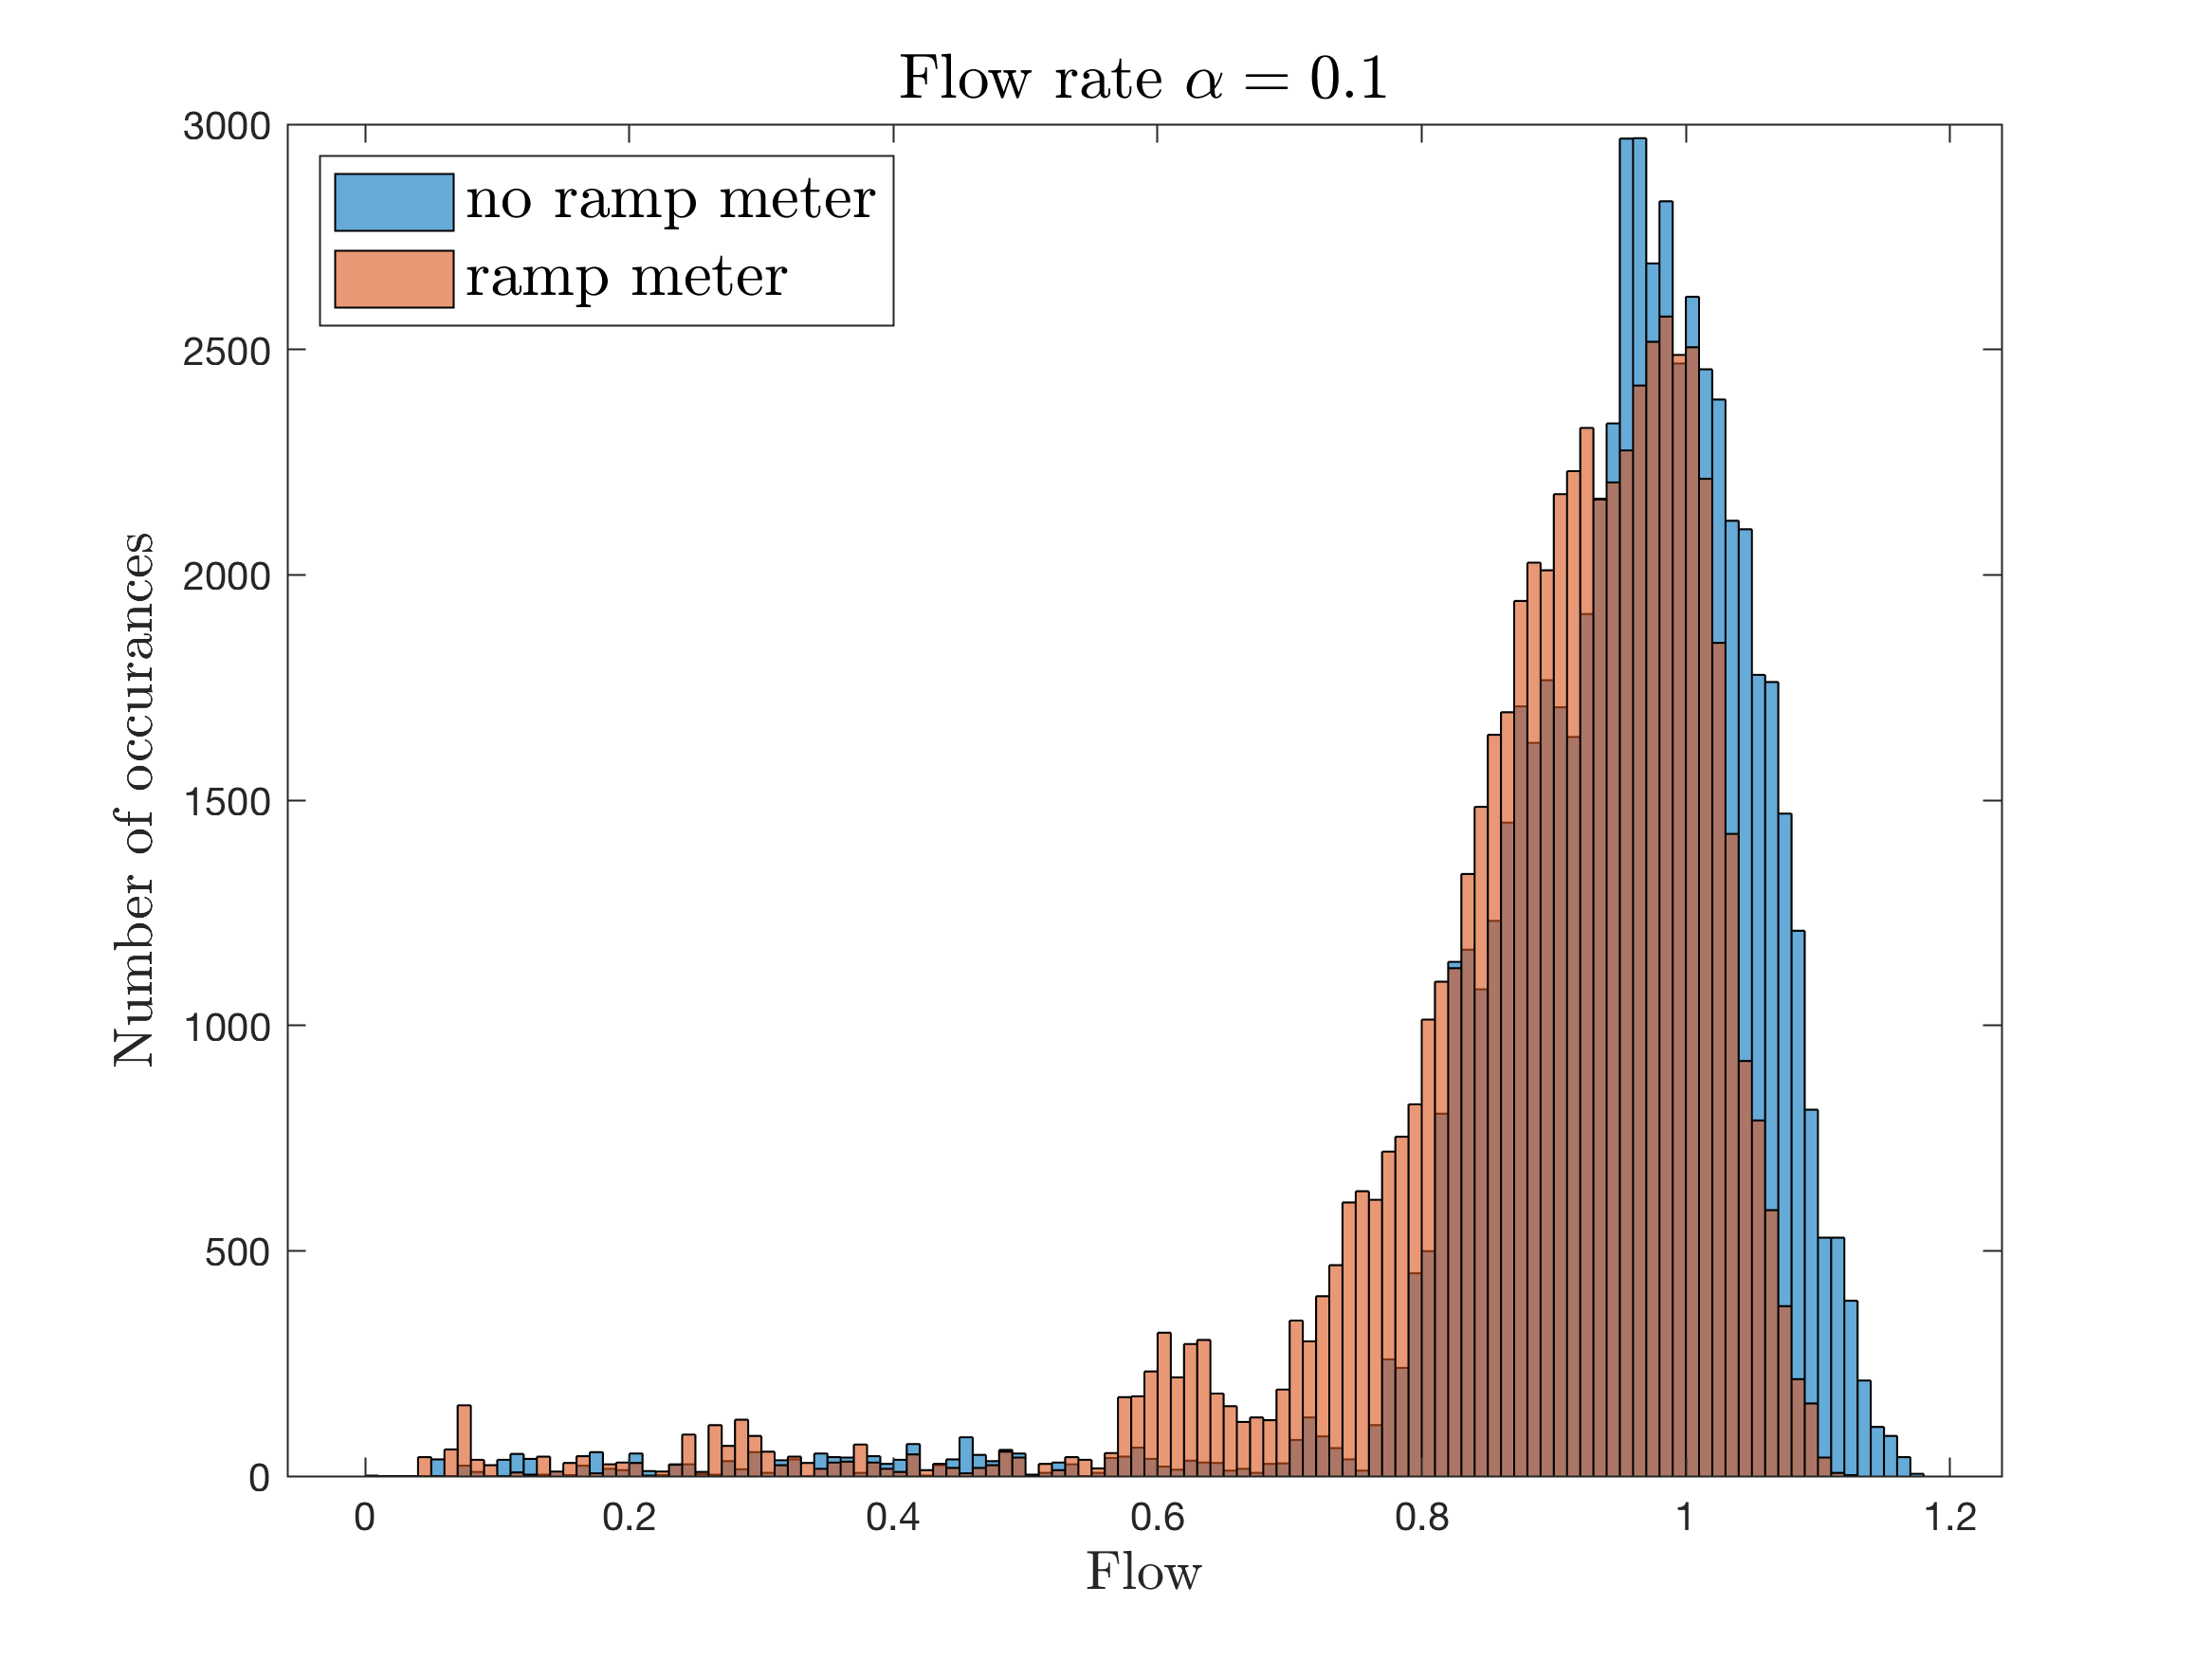 Flow rate α = 0.1
no ramp meter
ramp meter
3000
2500
2000
1500
1000
500
0
Number of occurances
0 0.2 0.4 0.6 0.8 1 1.2
Flow